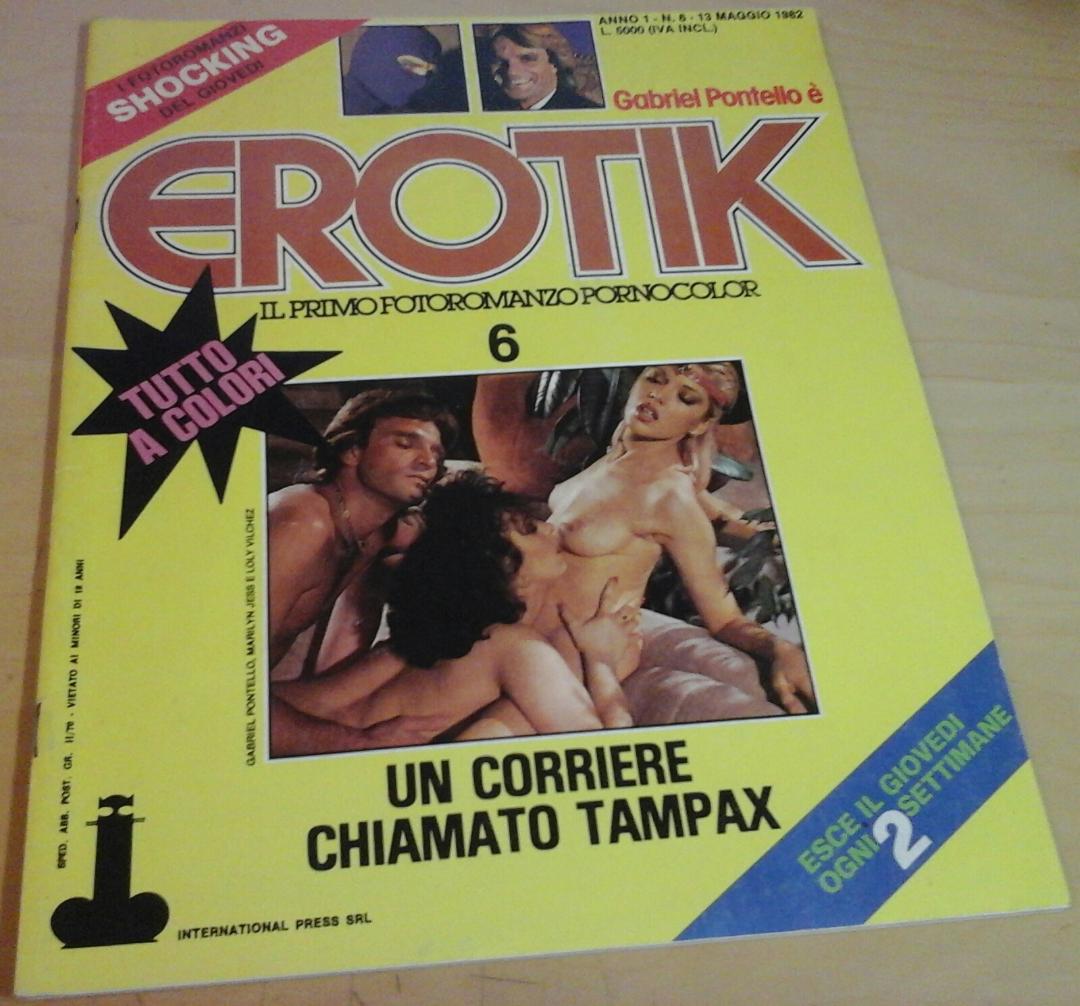 I FOTOROMANZI
SHOCKING
DEL GIOVEDI
ANNO 1 - N. 6 - 13 MAGGIO 1982
L. 5000 (IVA INCL.)
Gabriel Pontello è
EROTIK
IL PRIMO FOTOROMANZO PORNOCOLOR
6
TUTTO
A COLORI
GABRIEL PONTELLO, MARILYN JESS E LOLY VILCHEZ
SPED. ABB. POST. GR. II/70 - VIETATO AI MINORI DI 18 ANNI
UN CORRIERE
CHIAMATO TAMPAX
ESCE IL GIOVEDI
OGNI 2 SETTIMANE
INTERNATIONAL PRESS SRL